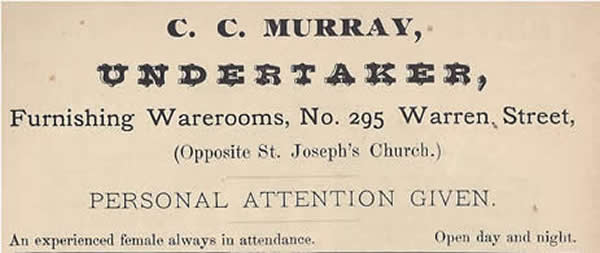 C. C. MURRAY,
UNDERTAKER,
Furnishing Warerooms, No. 295 Warren Street,
(Opposite St. Joseph's Church.)
PERSONAL ATTENTION GIVEN.
An experienced female always in attendance. Open day and night.